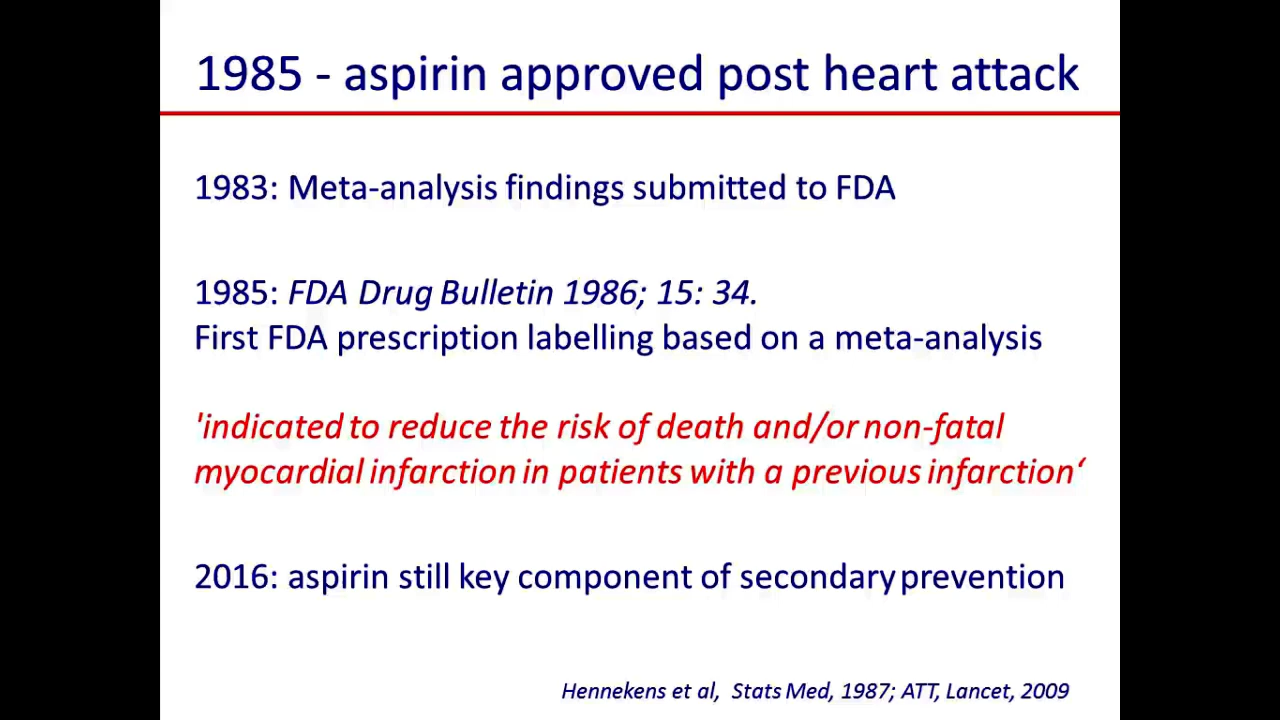 1985 - aspirin approved post heart attack
1983: Meta-analysis findings submitted to FDA
1985: FDA Drug Bulletin 1986; 15: 34.
First FDA prescription labelling based on a meta-analysis
'indicated to reduce the risk of death and/or non-fatal
myocardial infarction in patients with a previous infarction‘
2016: aspirin still key component of secondary prevention
Hennekens et al, Stats Med, 1987; ATT, Lancet, 2009